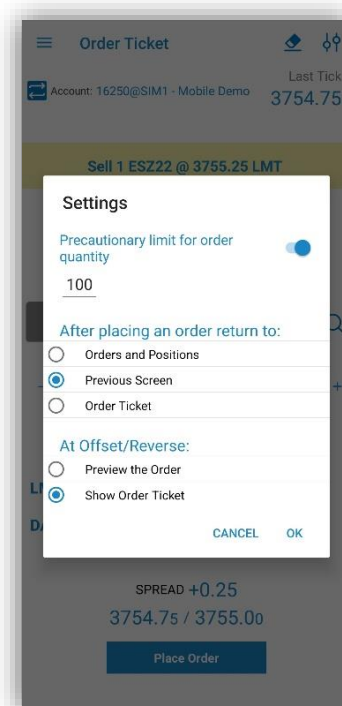 Order Ticket
Last Tick
Account: 16250@SIM1 - Mobile Demo
3754.75
Sell 1 ESZ22 @ 3755.25 LMT
Settings
Precautionary limit for order
quantity
100
After placing an order return to:
Orders and Positions
Previous Screen
Order Ticket
At Offset/Reverse:
Preview the Order
Show Order Ticket
CANCEL OK
SPREAD +0.25
3754.75 / 3755.00
Place Order